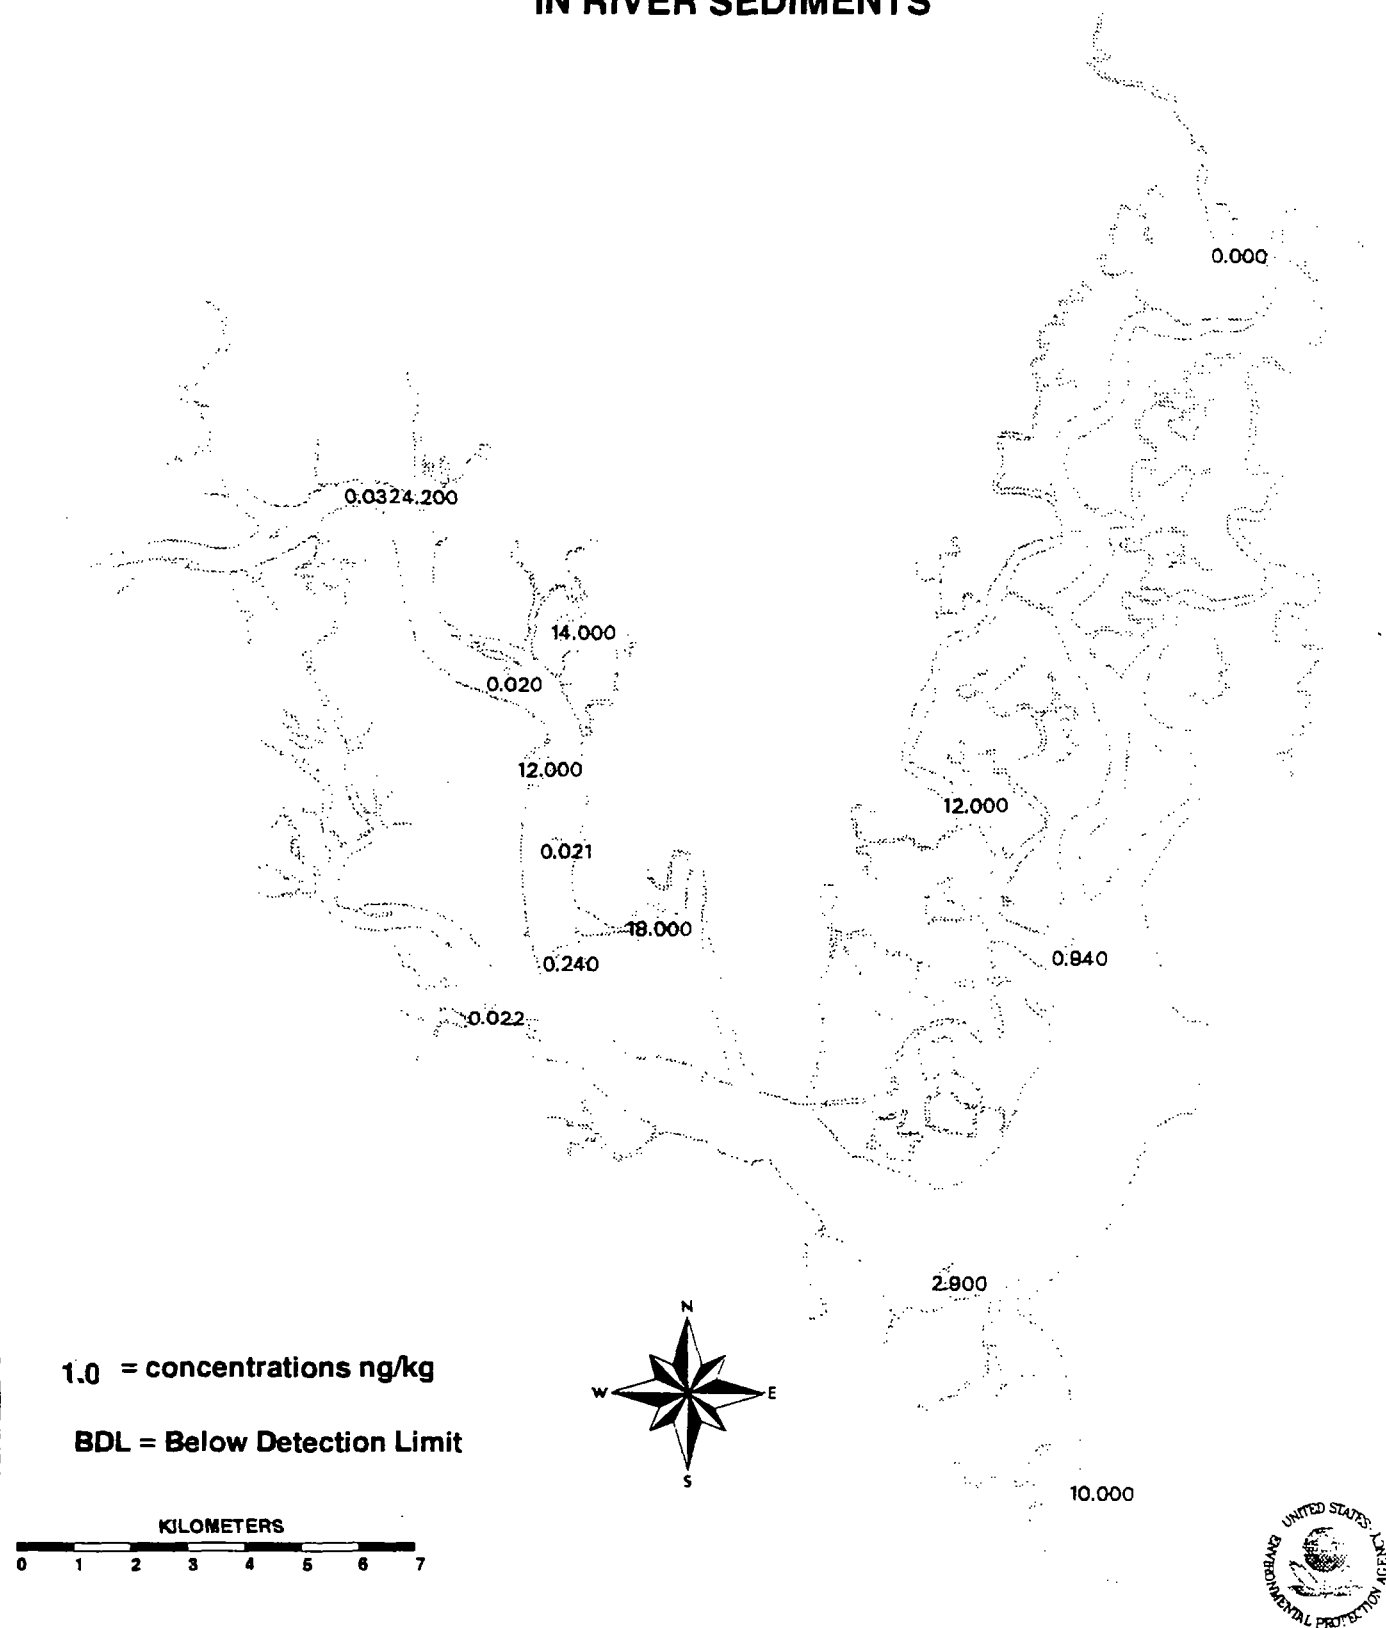 IN RIVER SEDIMENTS
0.000
0.0324.200
14.000
0.020
12.000
12.000
0.021
18.000
0.840
0.240
0.022
2.900
N
W E
S
1.0 = concentrations ng/kg
BDL = Below Detection Limit
10.000
KILOMETERS
0 1 2 3 4 5 6 7
UNITED STATES
ENVIRONMENTAL PROTECTION AGENCY